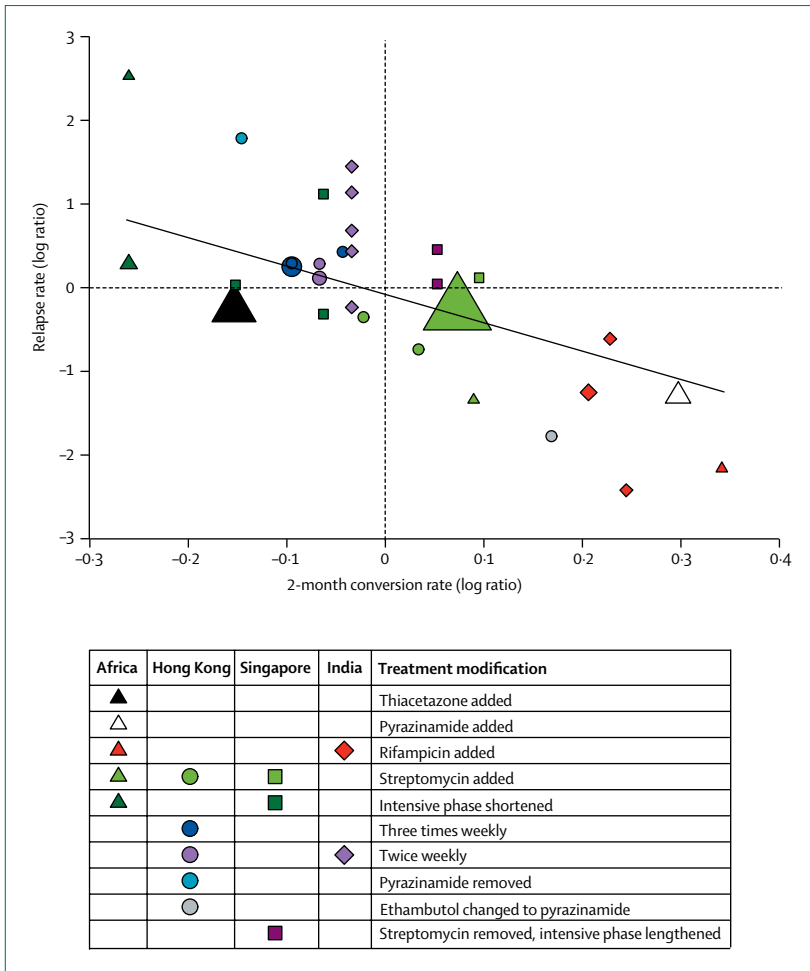 3
2
1
0
–1
–2
–3
Relapse rate (log ratio)
–0·3 –0·2 –0·1 0 0·1 0·2 0·3 0·4
2-month conversion rate (log ratio)
Africa Hong Kong Singapore India Treatment modification
Thiacetazone added
Pyrazinamide added
Rifampicin added
Streptomycin added
Intensive phase shortened
Three times weekly
Twice weekly
Pyrazinamide removed
Ethambutol changed to pyrazinamide
Streptomycin removed, intensive phase lengthened